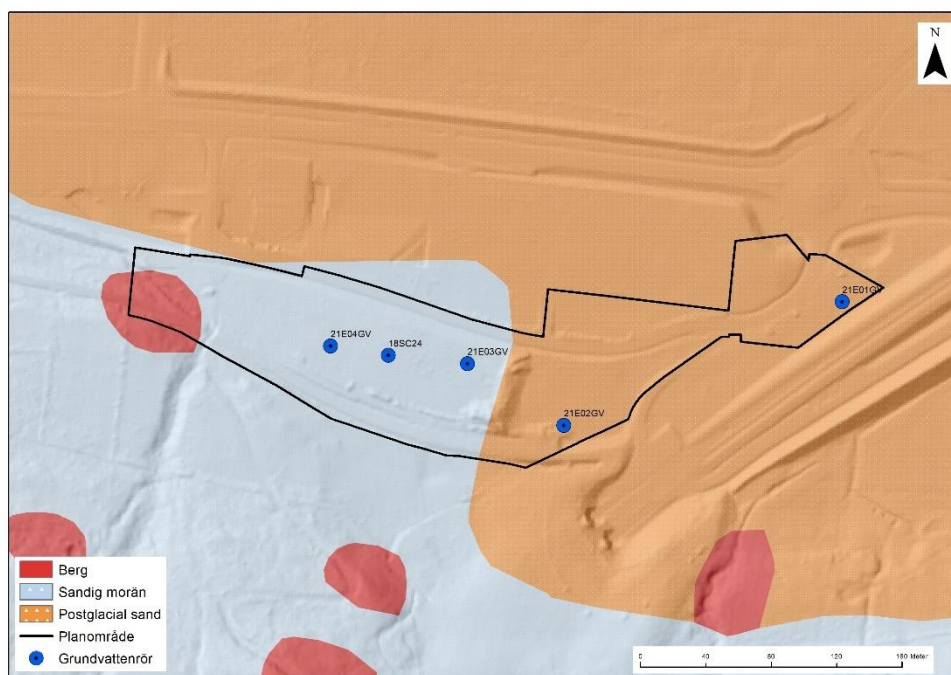 N
21E01GV
21E04GV
18SC24
21E03GV
21E02GV
Berg
Sandig morän
Postglacial sand
Planområde
Grundvattenrör
0 40 80 120 160 Meter